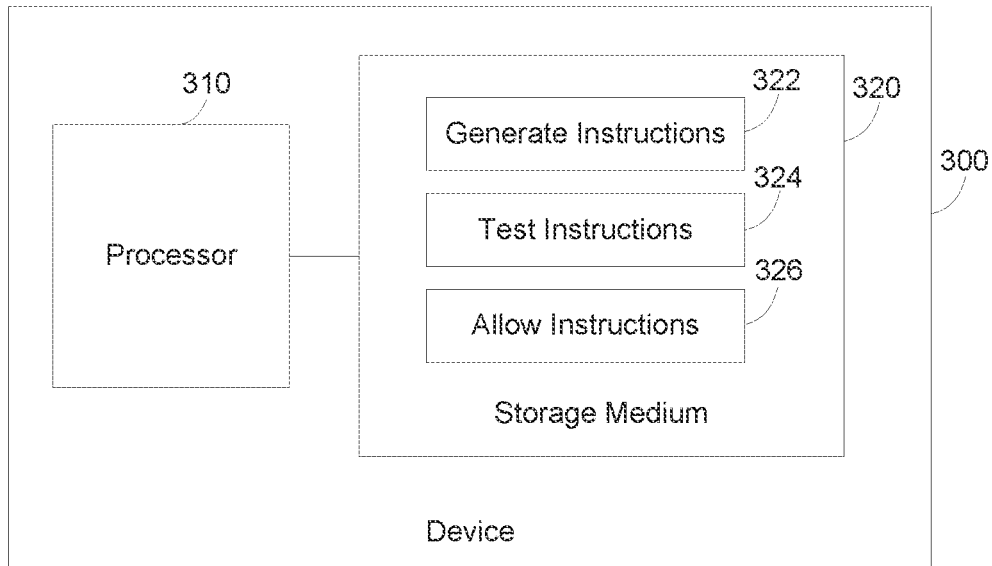 310
322
320
Generate Instructions
300
324
Test Instructions
Processor
326
Allow Instructions
Storage Medium
Device